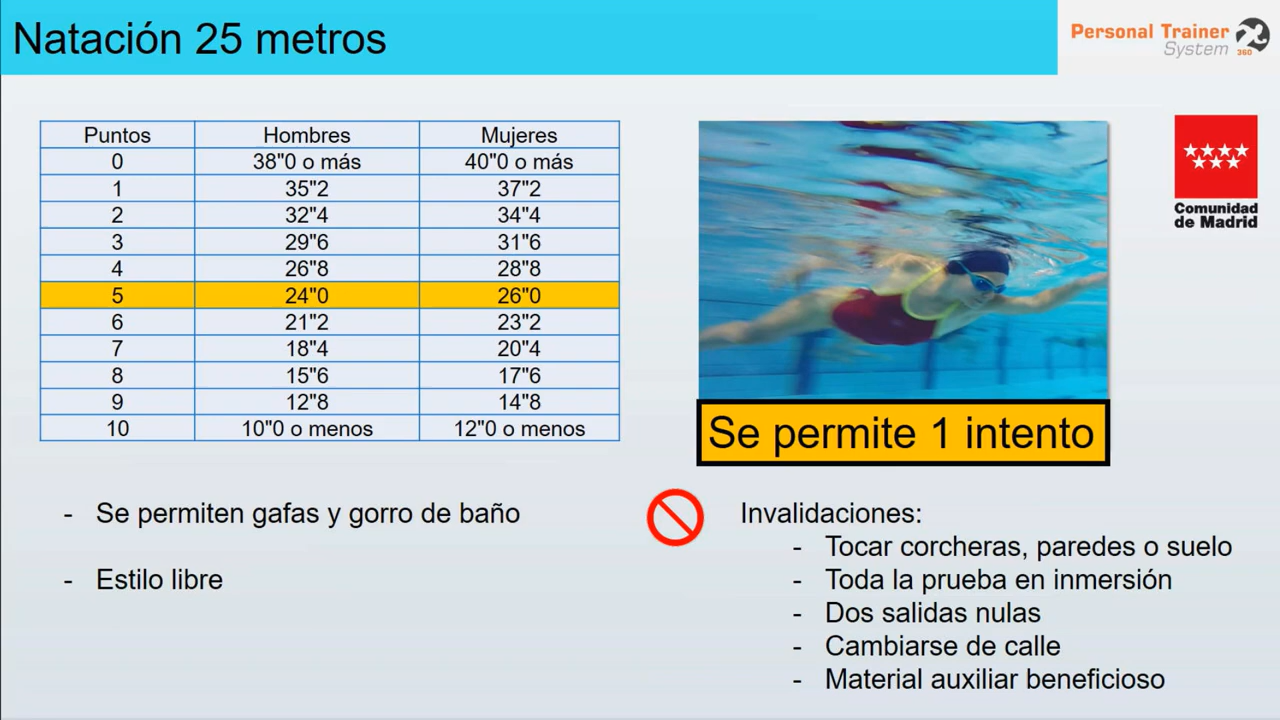 Natación 25 metros
Personal Trainer
System 360
Puntos Hombres Mujeres
0 38"0 o más 40"0 o más
1 35"2 37"2
2 32"4 34"4
3 29"6 31"6
4 26"8 28"8
5 24"0 26"0
6 21"2 23"2
7 18"4 20"4
8 15"6 17"6
9 12"8 14"8
10 10"0 o menos 12"0 o menos
Comunidad
de Madrid
Se permite 1 intento
- Se permiten gafas y gorro de baño
- Estilo libre
Invalidaciones:
- Tocar corcheras, paredes o suelo
- Toda la prueba en inmersión
- Dos salidas nulas
- Cambiarse de calle
- Material auxiliar beneficioso